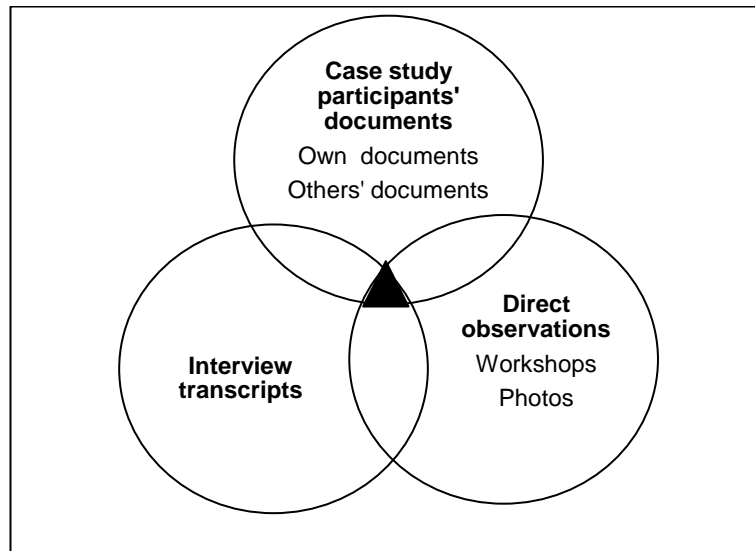 Case study
participants'
documents
Own documents
Others' documents
Interview
transcripts
Direct
observations
Workshops
Photos